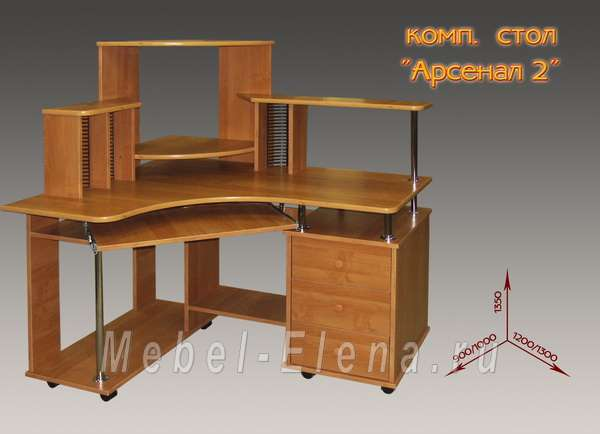 комп. стол
"Арсенал 2"
1350
900/1000
1200/1300
Mebel-Elena.ru